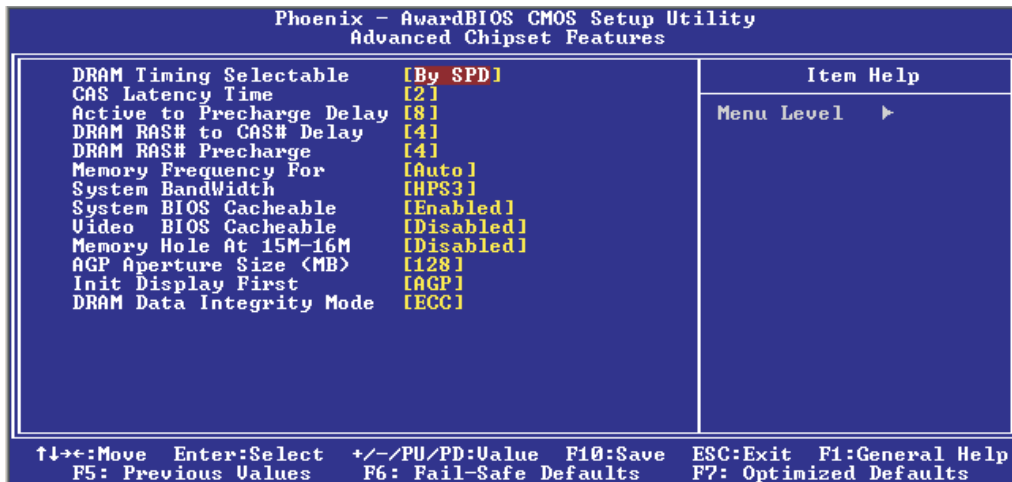 Phoenix - AwardBIOS CMOS Setup Utility
Advanced Chipset Features
DRAM Timing Selectable [By SPD]
CAS Latency Time [2]
Active to Precharge Delay [8]
DRAM RAS# to CAS# Delay [4]
DRAM RAS# Precharge [4]
Memory Frequency For [Auto]
System BandWidth [HPS3]
System BIOS Cacheable [Enabled]
Video BIOS Cacheable [Disabled]
Memory Hole At 15M-16M [Disabled]
AGP Aperture Size (MB) [128]
Init Display First [AGP]
DRAM Data Integrity Mode [ECC]
Item Help
Menu Level ►
↑↓→←:Move Enter:Select +/-/PU/PD:Value F10:Save ESC:Exit F1:General Help
F5: Previous Values F6: Fail-Safe Defaults F7: Optimized Defaults